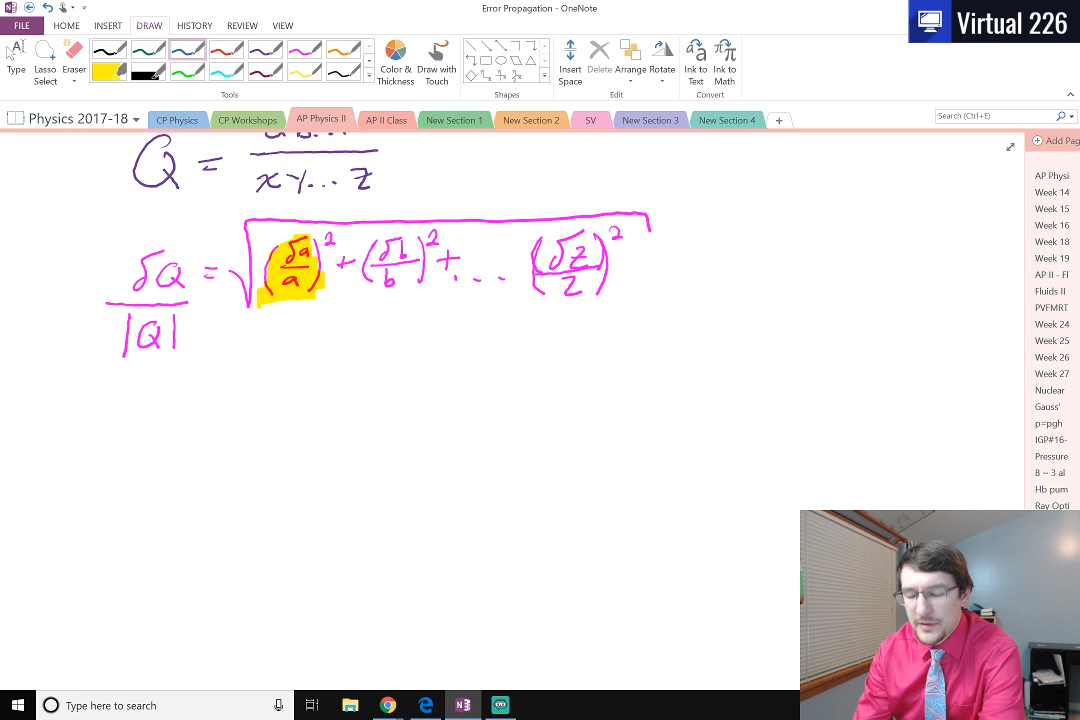 Error Propagation - OneNote
Virtual 226
FILE HOME INSERT DRAW HISTORY REVIEW VIEW
Type
Lasso Select
Eraser
Color & Thickness
Draw with Touch
Insert Space
Delete
Arrange
Rotate
Ink to Text
Ink to Math
Tools Shapes Edit Convert
Physics 2017-18 CP Physics CP Workshops AP Physics II AP II Class New Section 1 New Section 2 SV New Section 3 New Section 4 +
Search (Ctrl+E)
Add Pag
AP Physi
Week 14
Week 15
Week 16
Week 18
Week 19
AP II - Fl
Fluids II
PVFMRT
Week 24
Week 25
Week 26
Week 27
Nuclear
Gauss'
p=pgh
IGP#16-
Pressure
B ~ 3 al
Hb pum
Ray Opti
Q = ab... / xy...z
δQ / |Q| = √ (δa/a)² + (δb/b)² + ... (δz/z)²
Type here to search